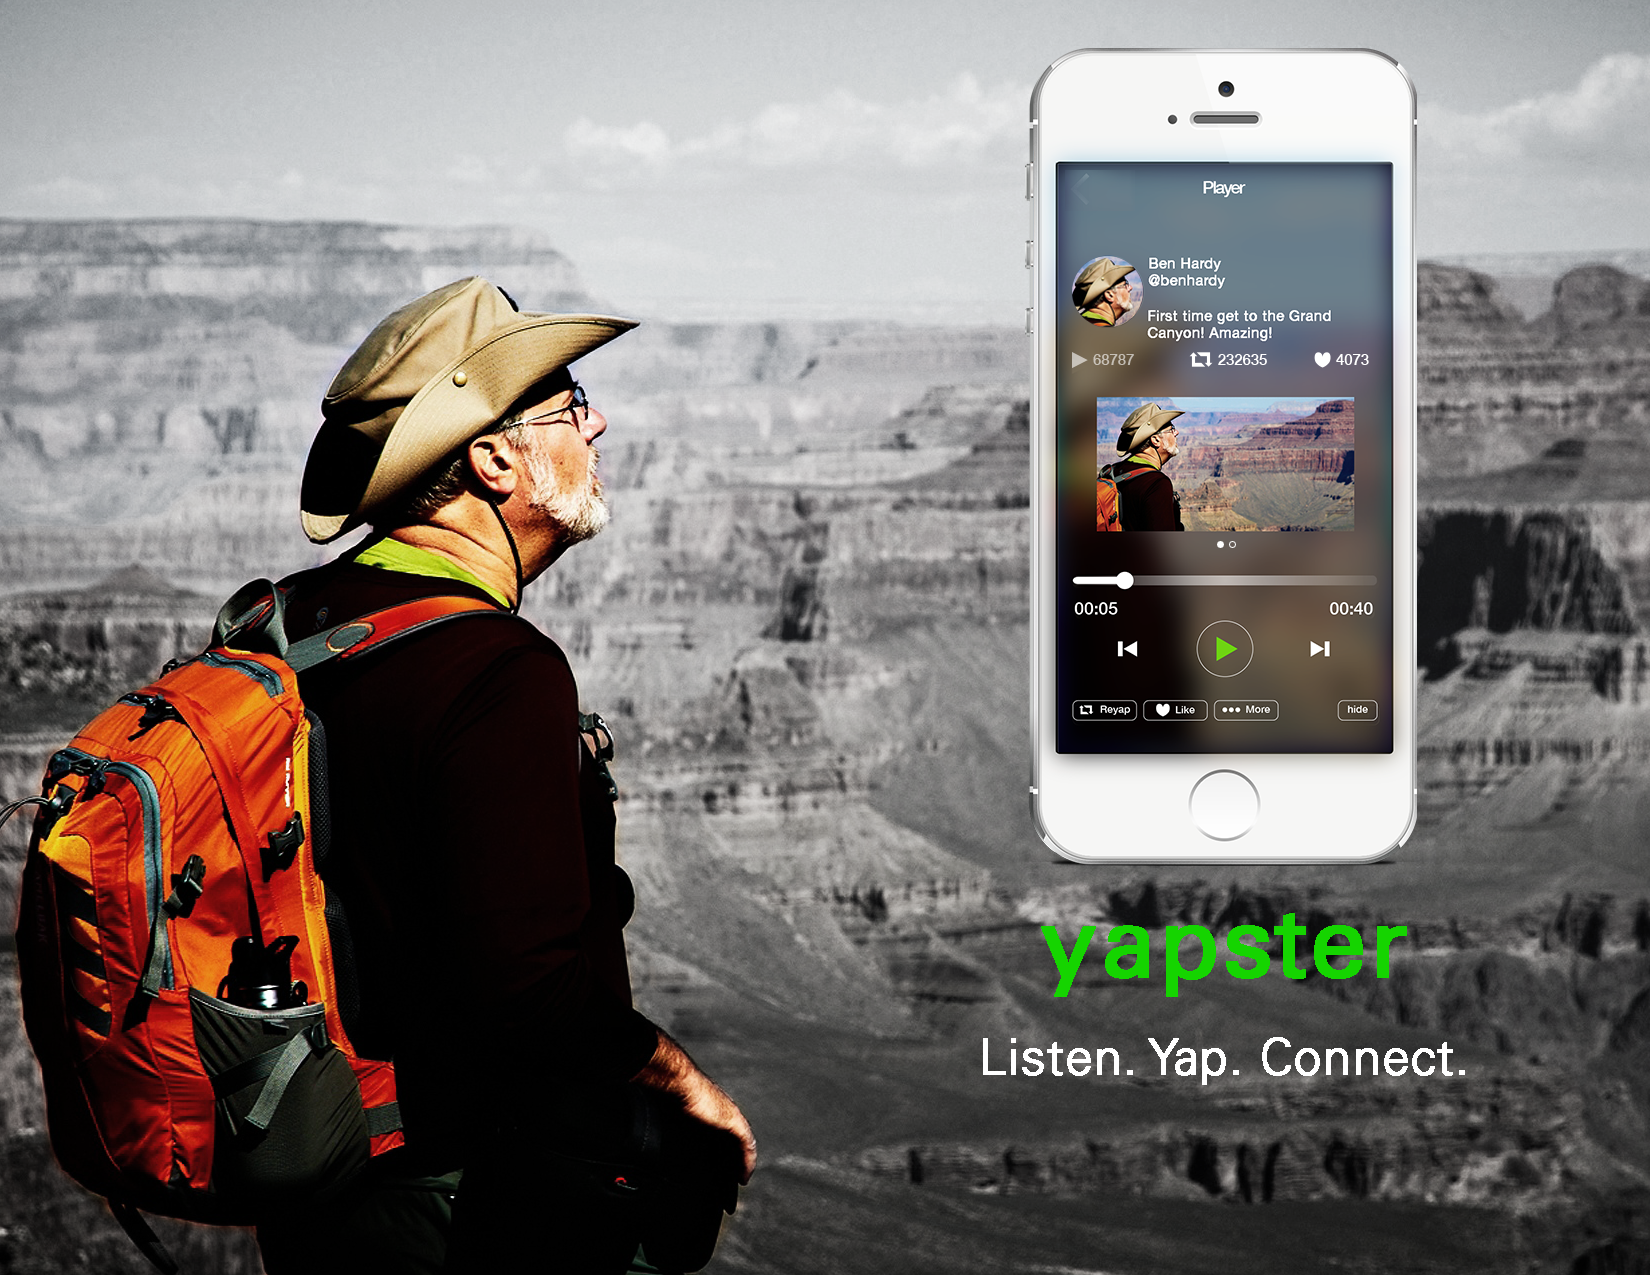 Player
Ben Hardy
@benhardy
First time get to the Grand
Canyon! Amazing!
68787 232635 4073
00:05 00:40
Reyap Like More hide
yapster
Listen. Yap. Connect.